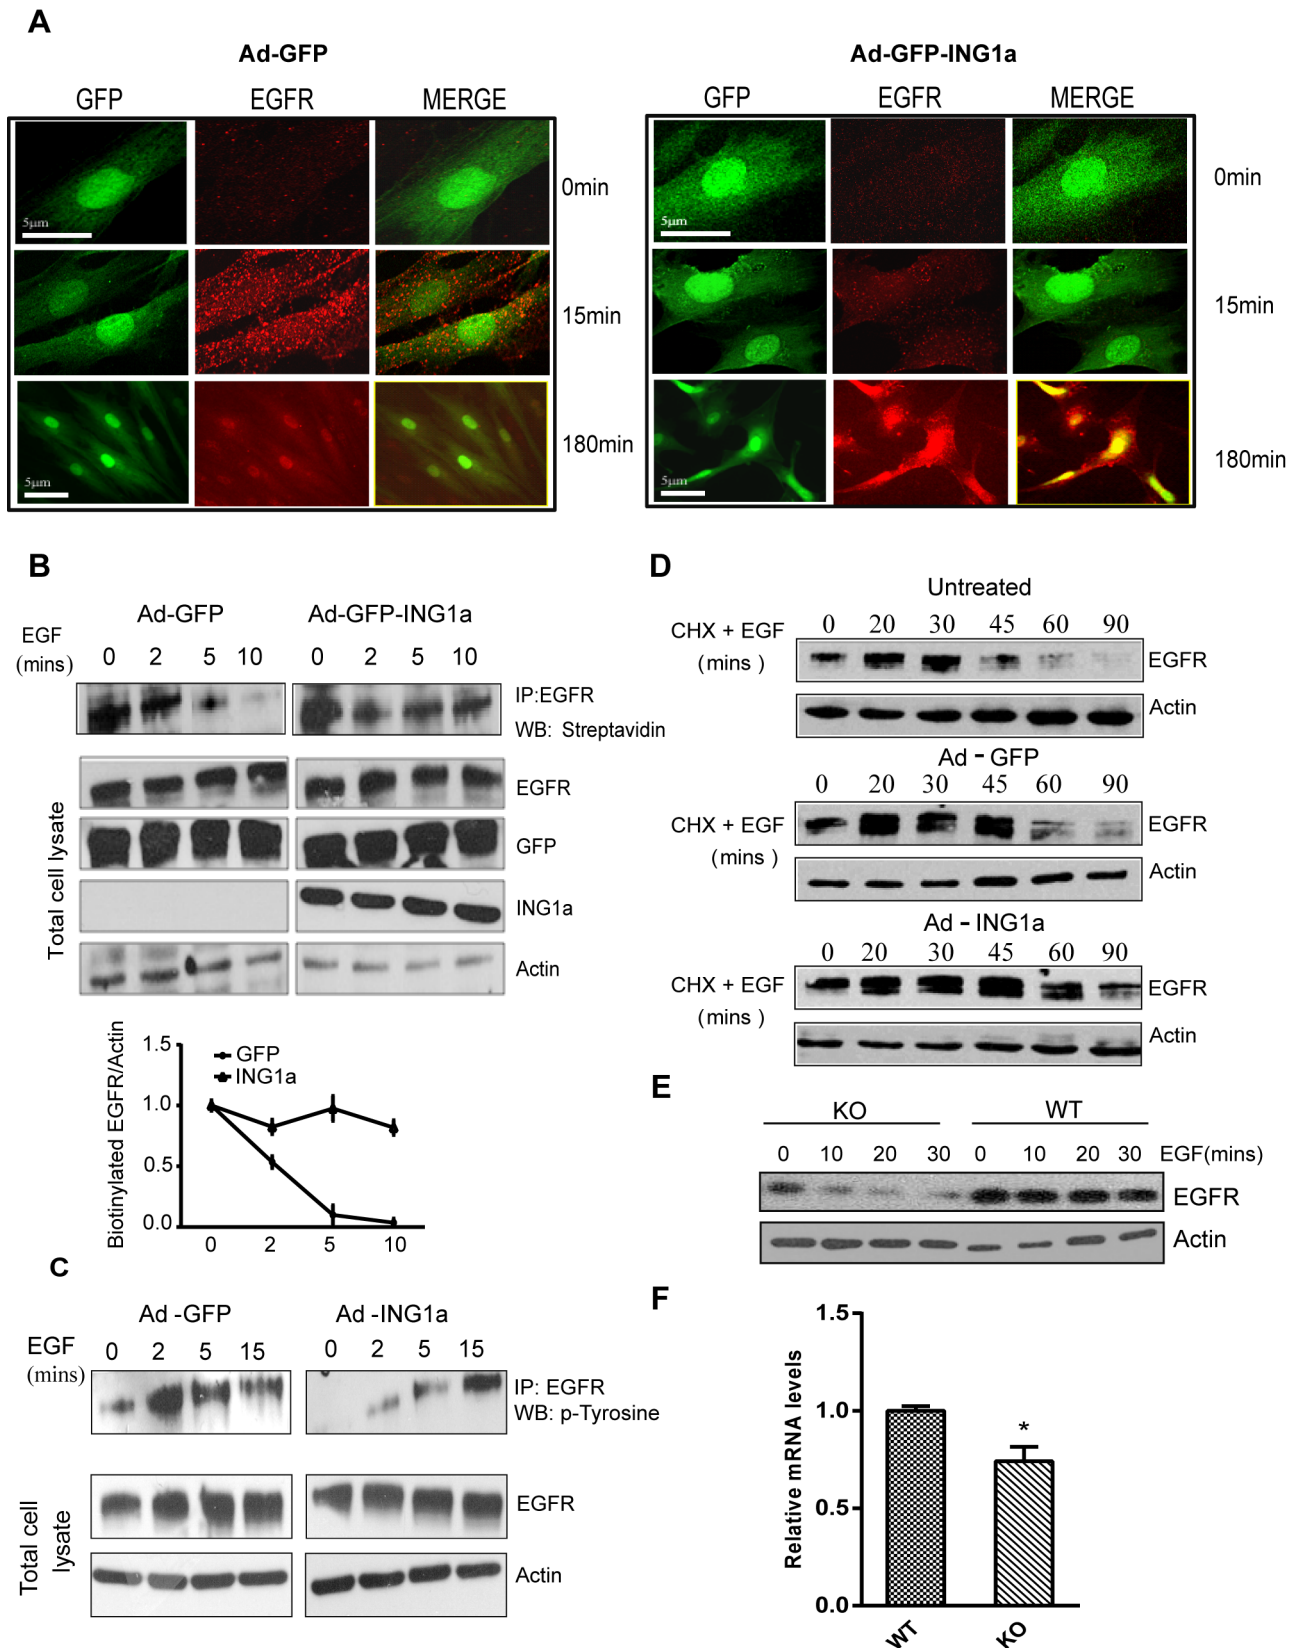 A
Ad-GFP
GFP EGFR MERGE
5µm
0min
15min
5µm
180min
Ad-GFP-ING1a
GFP EGFR MERGE
5µm
0min
15min
5µm
180min
B
Ad-GFP Ad-GFP-ING1a
EGF
(mins)
0 2 5 10 0 2 5 10
IP:EGFR
WB: Streptavidin
EGFR
GFP
ING1a
Actin
Total cell lysate
1.5
1.0
0.5
0.0
GFP
ING1a
Biotinylated EGFR/Actin
0 2 5 10
C
Ad -GFP Ad -ING1a
EGF
(mins)
0 2 5 15 0 2 5 15
IP: EGFR
WB: p-Tyrosine
EGFR
Actin
Total cell
lysate
D
Untreated
CHX + EGF
(mins )
0 20 30 45 60 90
EGFR
Actin
Ad - GFP
0 20 30 45 60 90
CHX + EGF
(mins )
EGFR
Actin
Ad - ING1a
0 20 30 45 60 90
CHX + EGF
(mins )
EGFR
Actin
E
KO WT
0 10 20 30 0 10 20 30 EGF(mins)
EGFR
Actin
F
1.5
1.0
0.5
0.0
Relative mRNA levels
*
WT KO